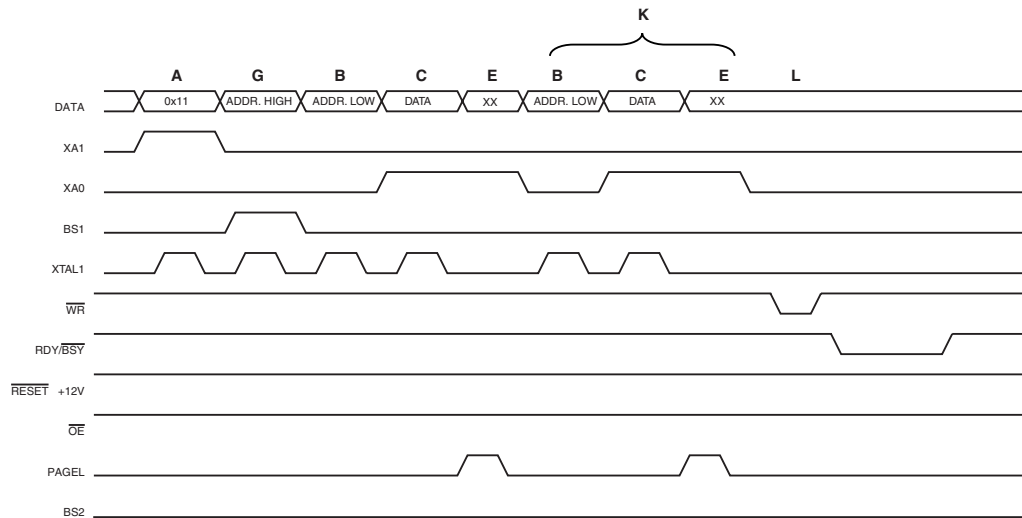 K
A G B C E B C E L
DATA 0x11 ADDR. HIGH ADDR. LOW DATA XX ADDR. LOW DATA XX
XA1
XA0
BS1
XTAL1
WR
RDY/BSY
RESET +12V
OE
PAGEL
BS2